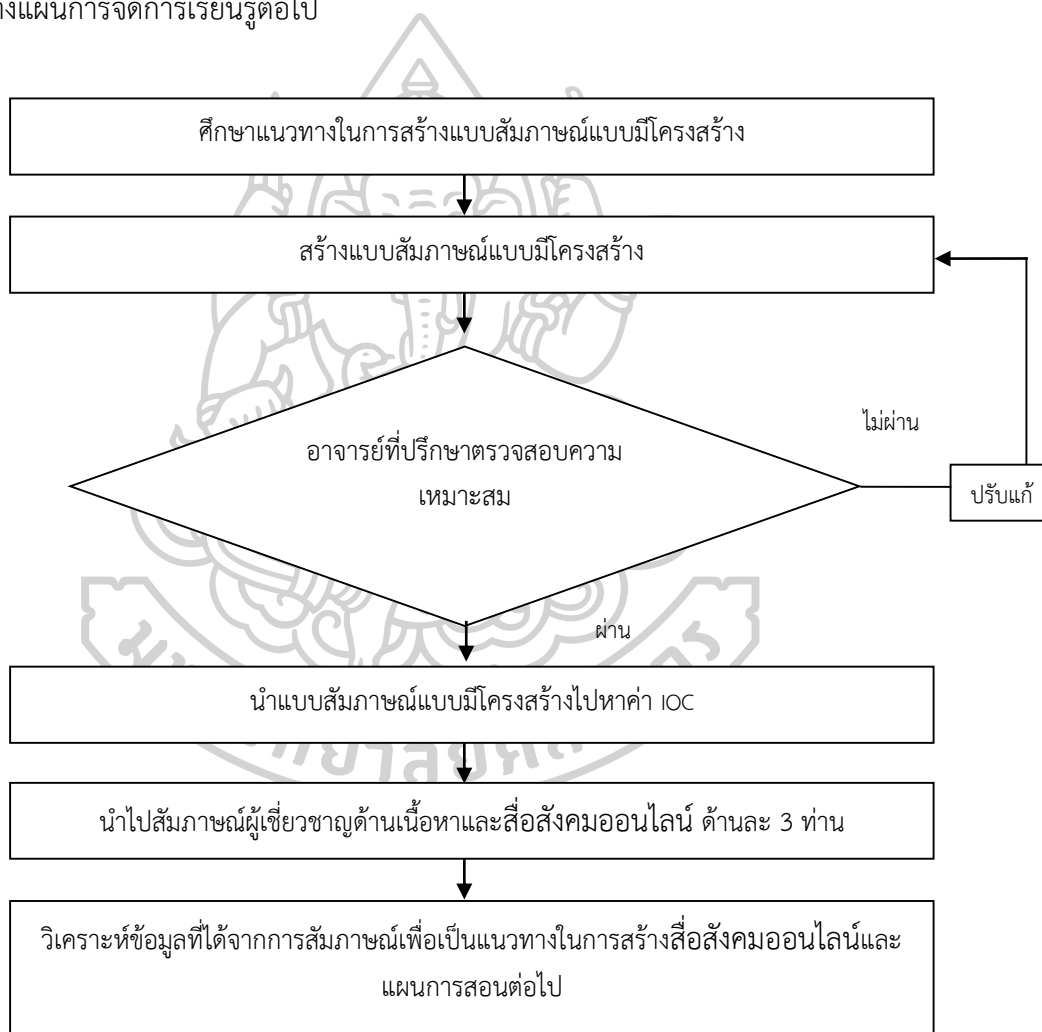 างแผนการจัดการเรียนรู้ต่อไป
ศึกษาแนวทางในการสร้างแบบสัมภาษณ์แบบมีโครงสร้าง
สร้างแบบสัมภาษณ์แบบมีโครงสร้าง
ไม่ผ่าน
อาจารย์ที่ปรึกษาตรวจสอบความ
เหมาะสม
ปรับแก้
ผ่าน
นำแบบสัมภาษณ์แบบมีโครงสร้างไปหาค่า IOC
นำไปสัมภาษณ์ผู้เชี่ยวชาญด้านเนื้อหาและสื่อสังคมออนไลน์ ด้านละ 3 ท่าน
วิเคราะห์ข้อมูลที่ได้จากการสัมภาษณ์เพื่อเป็นแนวทางในการสร้างสื่อสังคมออนไลน์และ
แผนการสอนต่อไป